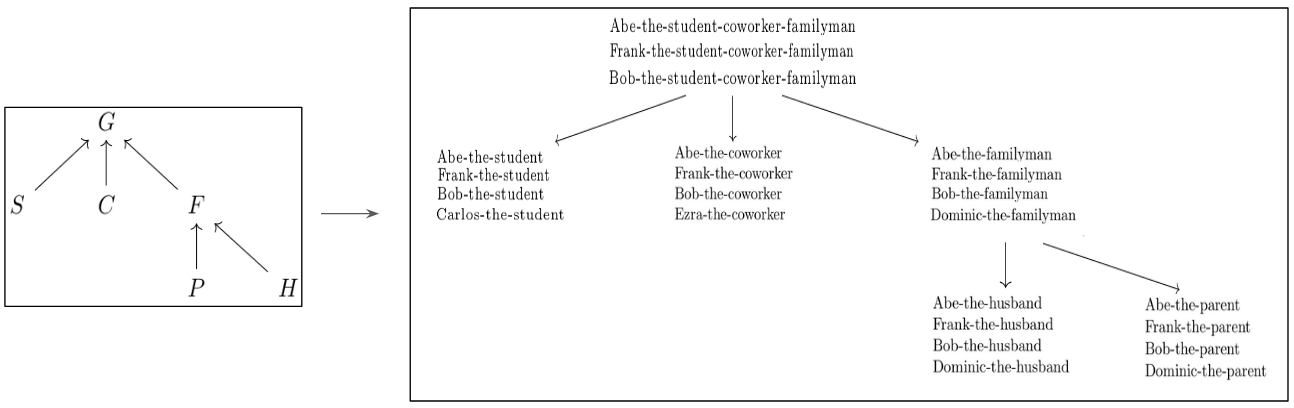 G
S C F
P H
Abe-the-student-coworker-familyman
Frank-the-student-coworker-familyman
Bob-the-student-coworker-familyman
Abe-the-student
Frank-the-student
Bob-the-student
Carlos-the-student
Abe-the-coworker
Frank-the-coworker
Bob-the-coworker
Ezra-the-coworker
Abe-the-familyman
Frank-the-familyman
Bob-the-familyman
Dominic-the-familyman
Abe-the-husband
Frank-the-husband
Bob-the-husband
Dominic-the-husband
Abe-the-parent
Frank-the-parent
Bob-the-parent
Dominic-the-parent